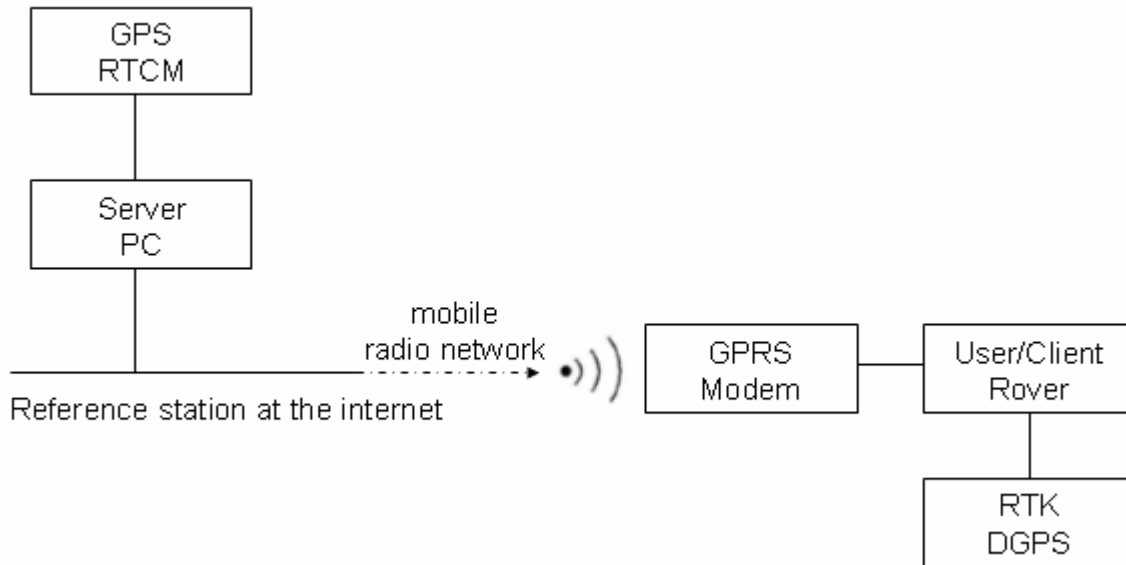 GPS
RTCM
Server
PC
mobile
radio network
Reference station at the internet
GPRS
Modem
User/Client
Rover
RTK
DGPS